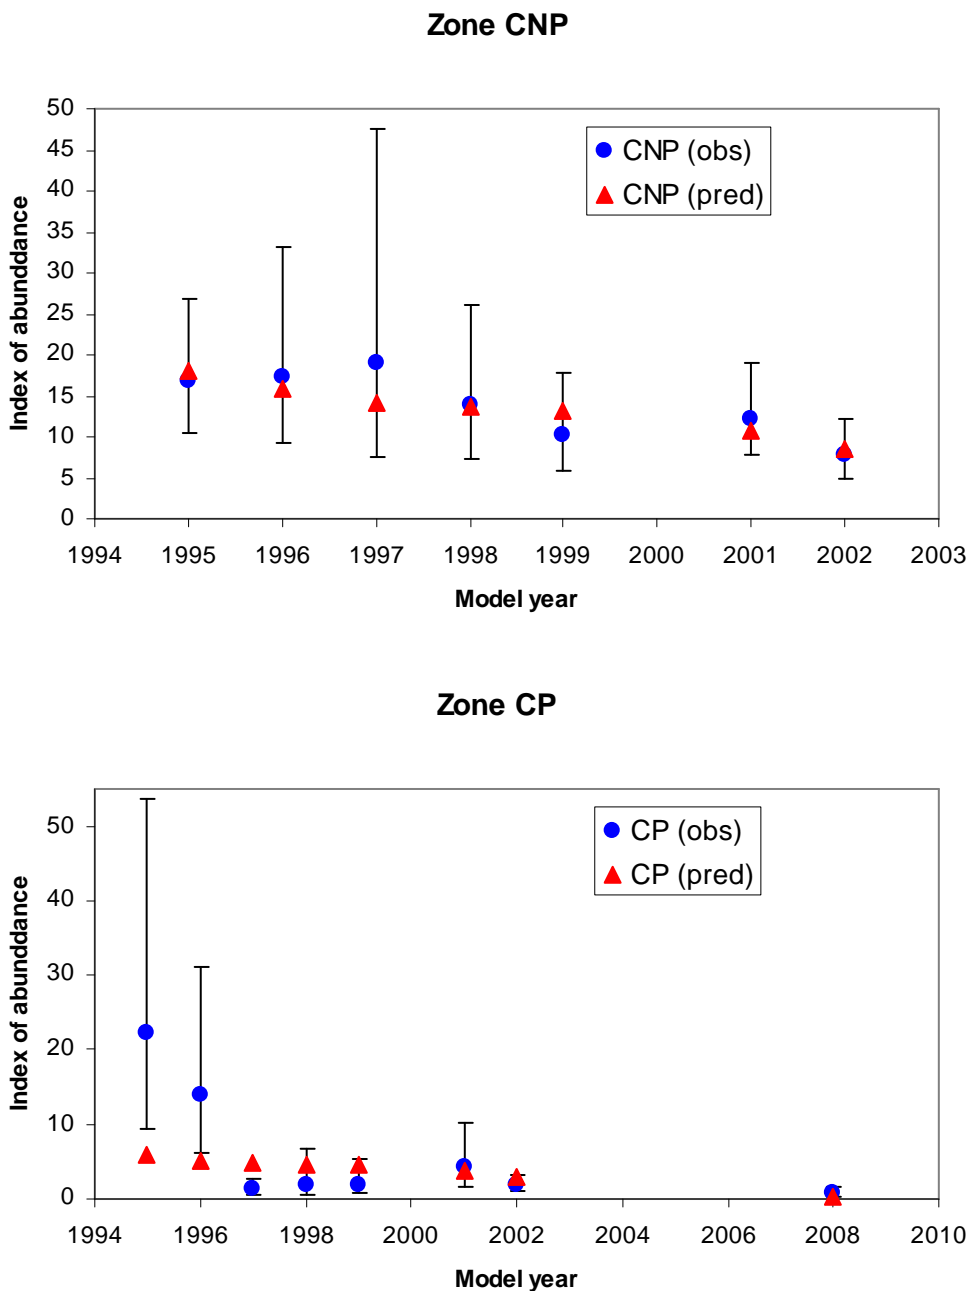 Zone CNP
50
45
40
35
30
25
20
15
10
5
0
Index of abunddance
CNP (obs)
CNP (pred)
1994 1995 1996 1997 1998 1999 2000 2001 2002 2003
Model year
Zone CP
50
40
30
20
10
0
Index of abunddance
CP (obs)
CP (pred)
1994 1996 1998 2000 2002 2004 2006 2008 2010
Model year